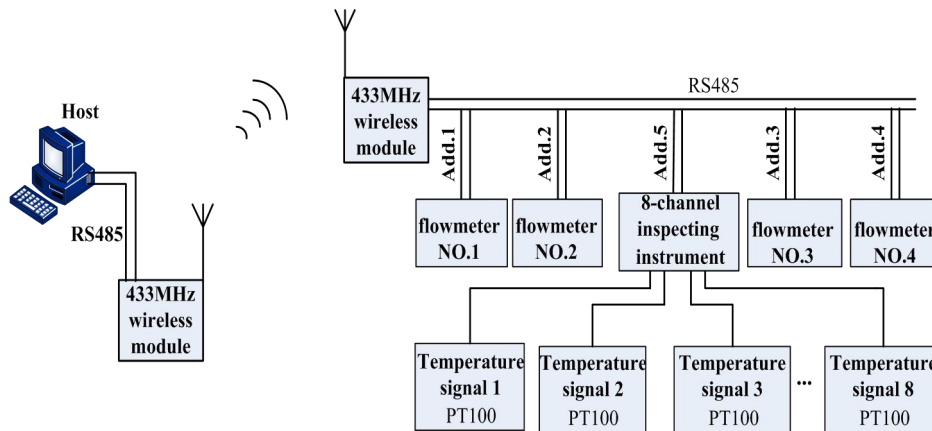 Host
RS485
433MHz
wireless
module
433MHz
wireless
module
RS485
Add.1
Add.2
Add.5
Add.3
Add.4
flowmeter
NO.1
flowmeter
NO.2
8-channel
inspecting
instrument
flowmeter
NO.3
flowmeter
NO.4
Temperature
signal 1
PT100
Temperature
signal 2
PT100
Temperature
signal 3
PT100
...
Temperature
signal 8
PT100